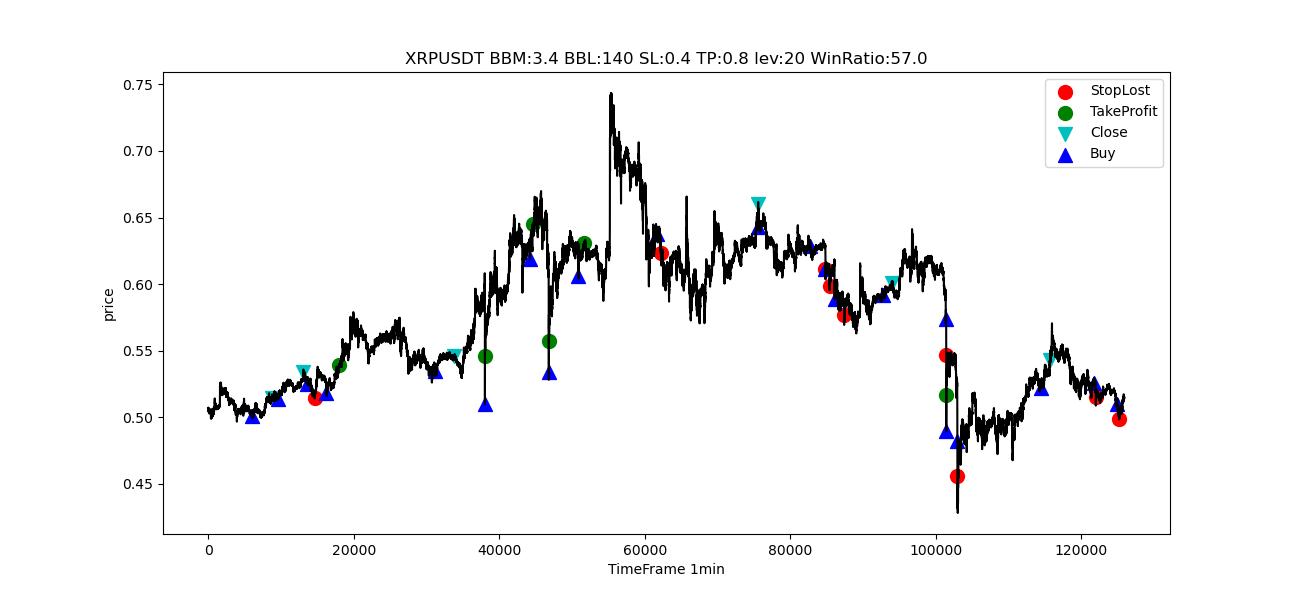 XRPUSDT BBM:3.4 BBL:140 SL:0.4 TP:0.8 lev:20 WinRatio:57.0
StopLost
TakeProfit
Close
Buy
price
0.75
0.70
0.65
0.60
0.55
0.50
0.45
0 20000 40000 60000 80000 100000 120000
TimeFrame 1min